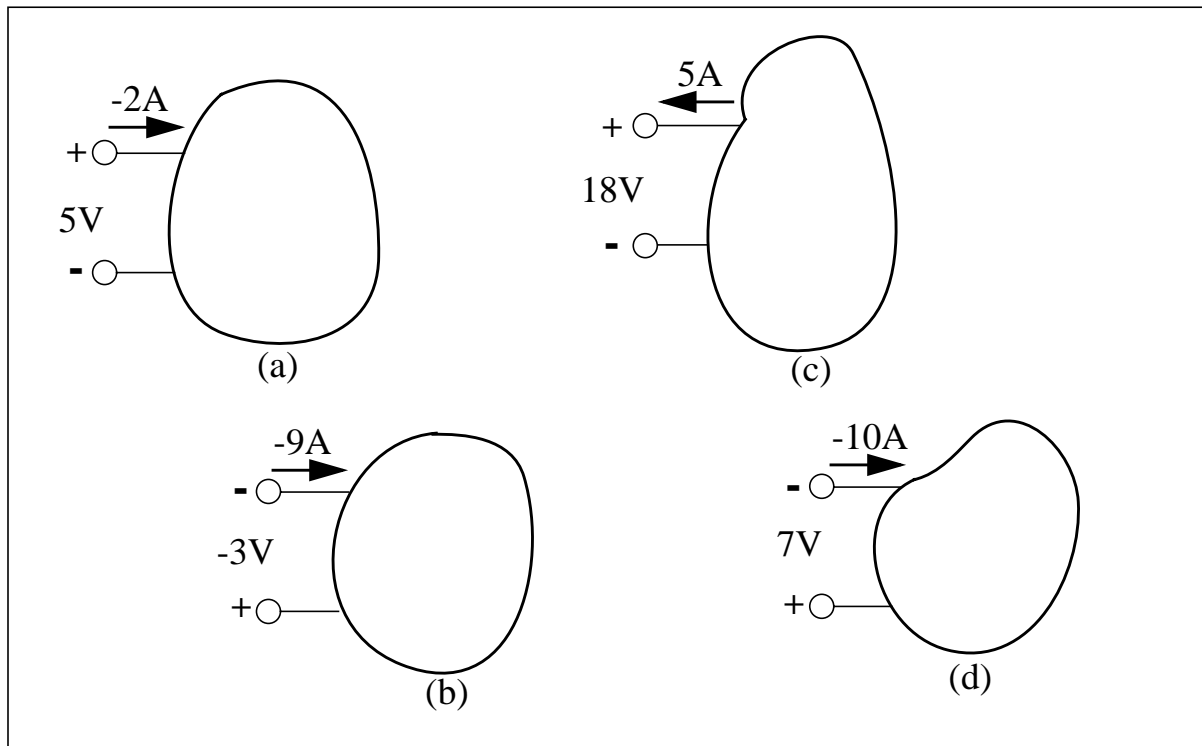 -2A
+
5V
-
(a)
5A
+
18V
-
(c)
-9A
-
-3V
+
(b)
-10A
-
7V
+
(d)